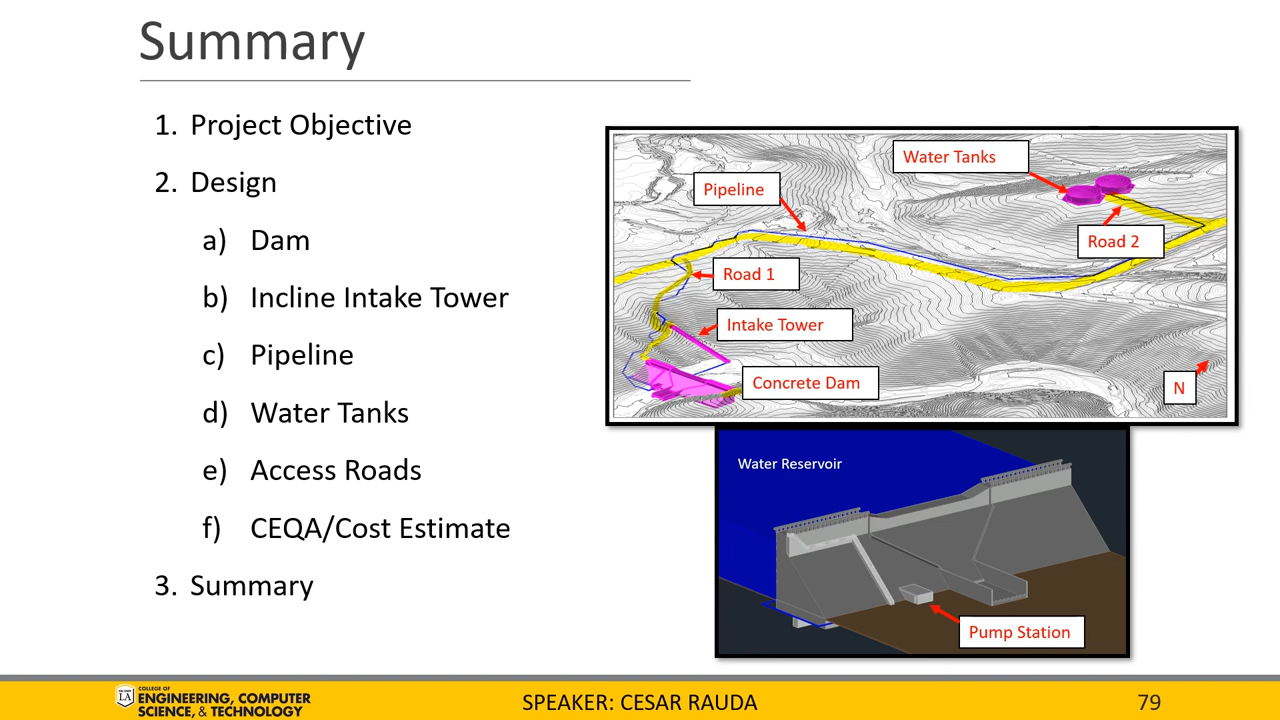 Summary
1. Project Objective
2. Design
a) Dam
b) Incline Intake Tower
c) Pipeline
d) Water Tanks
e) Access Roads
f) CEQA/Cost Estimate
3. Summary
Water Tanks
Pipeline
Road 2
Road 1
Intake Tower
Concrete Dam
N
Water Reservoir
Pump Station
LA
COLLEGE OF
ENGINEERING, COMPUTER
SCIENCE, & TECHNOLOGY
SPEAKER: CESAR RAUDA
79